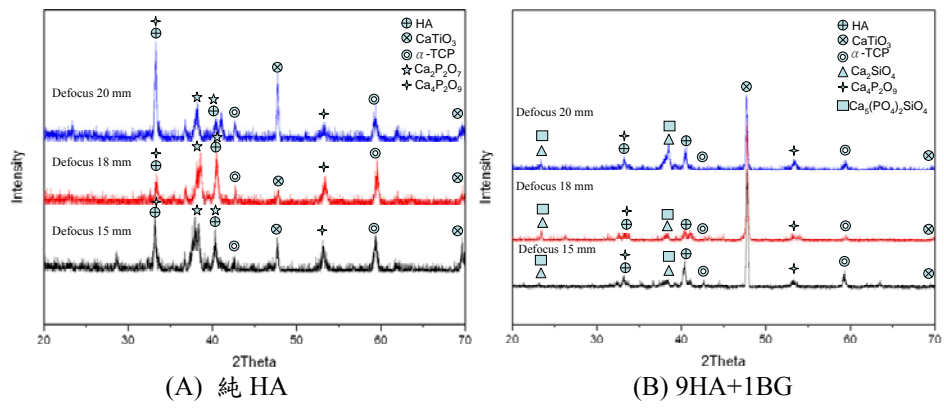 (A)
HA
CaTiO3
α-TCP
Ca2P2O7
Ca4P2O9
Defocus 20 mm
Defocus 18 mm
Defocus 15 mm
Intensity
20 30 40 50 60 70
2Theta
(A) 純 HA
(B)
HA
CaTiO3
α-TCP
Ca2SiO4
Ca4P2O9
Ca5(PO4)2SiO4
Defocus 20 mm
Defocus 18 mm
Defocus 15 mm
Intensity
20 30 40 50 60 70
2Theta
(B) 9HA+1BG